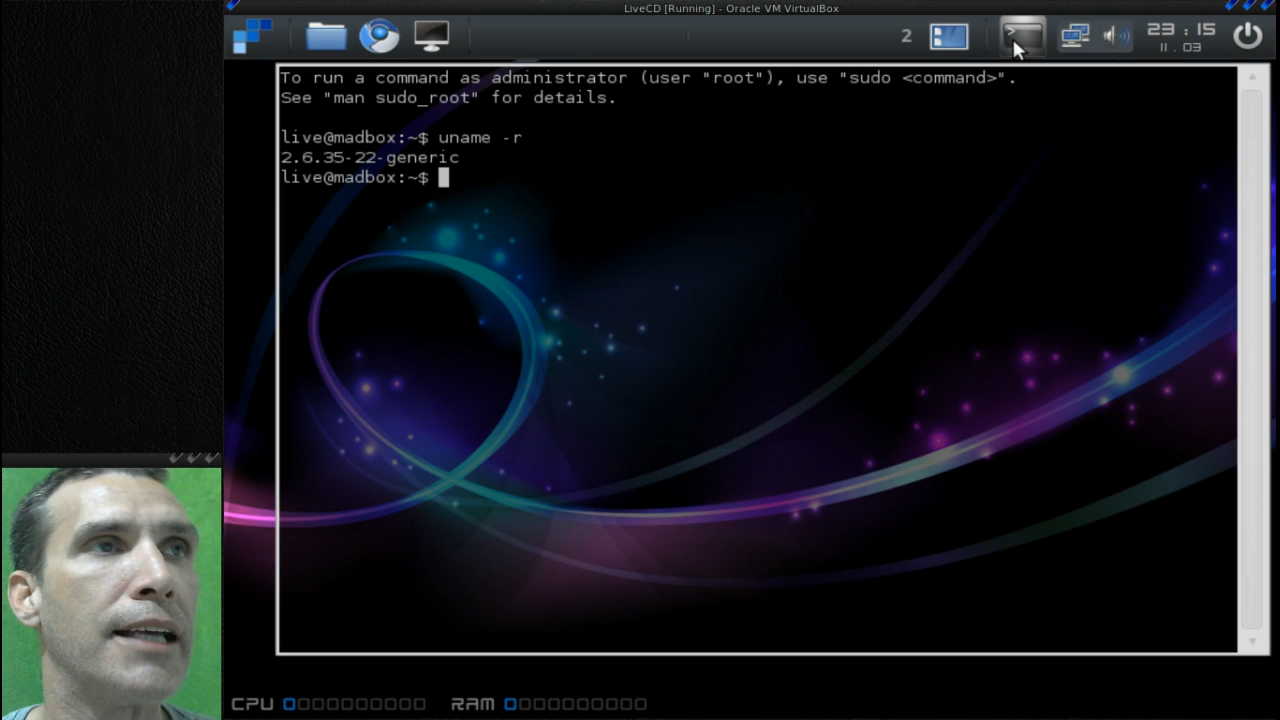 LiveCD [Running] - Oracle VM VirtualBox
2
23 : 15
11 . 03
To run a command as administrator (user "root"), use "sudo <command>".
See "man sudo_root" for details.
live@madbox:~$ uname -r
2.6.35-22-generic
live@madbox:~$
CPU
RAM